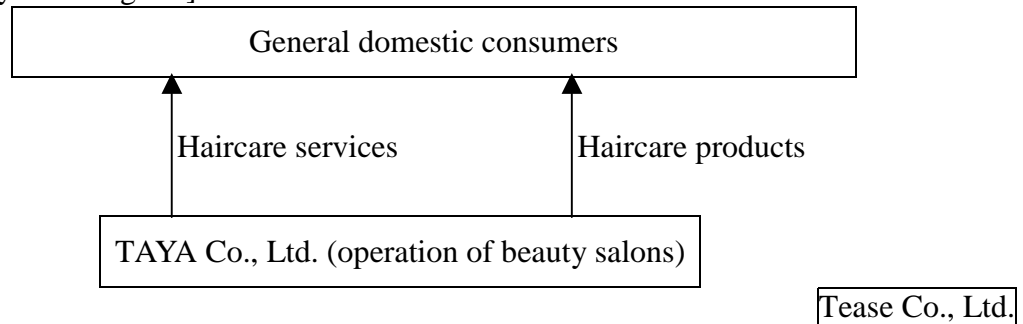 General domestic consumers
Haircare services
Haircare products
TAYA Co., Ltd. (operation of beauty salons)
Tease Co., Ltd.